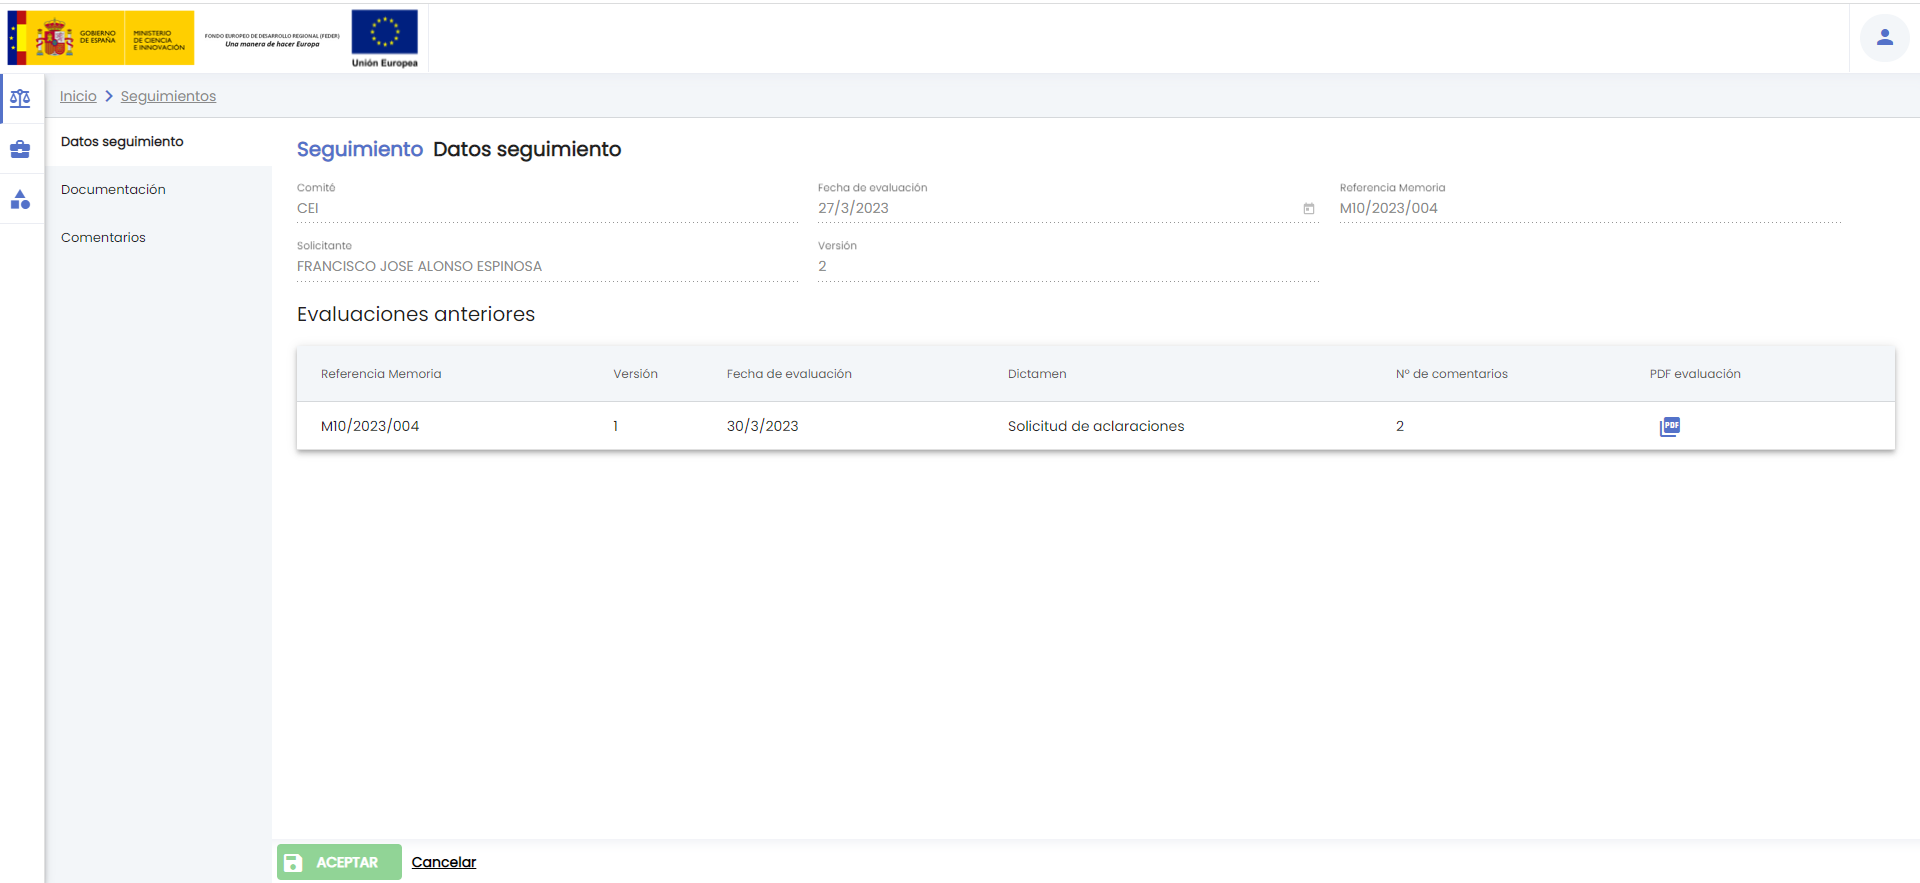 GOBIERNO DE ESPAÑA
MINISTERIO DE CIENCIA E INNOVACIÓN
FONDO EUROPEO DE DESARROLLO REGIONAL (FEDER)
Una manera de hacer Europa
Unión Europea
Inicio
Seguimientos
Datos seguimiento
Documentación
Comentarios
Seguimiento Datos seguimiento
Comité
CEI
Fecha de evaluación
27/3/2023
Referencia Memoria
M10/2023/004
Solicitante
FRANCISCO JOSE ALONSO ESPINOSA
Versión
2
Evaluaciones anteriores
Referencia Memoria Versión Fecha de evaluación Dictamen Nº de comentarios PDF evaluación
M10/2023/004 1 30/3/2023 Solicitud de aclaraciones 2 PDF
ACEPTAR Cancelar